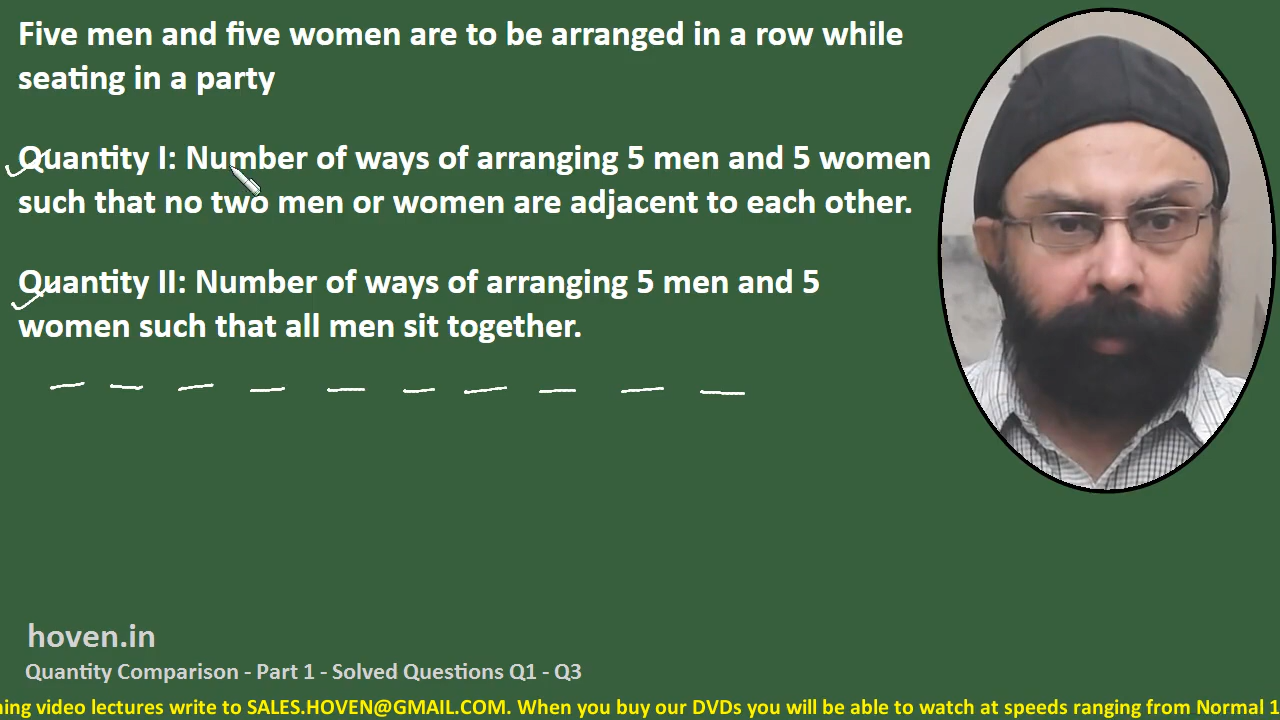 Five men and five women are to be arranged in a row while
seating in a party
Quantity I: Number of ways of arranging 5 men and 5 women
such that no two men or women are adjacent to each other.
Quantity II: Number of ways of arranging 5 men and 5
women such that all men sit together.
hoven.in
Quantity Comparison - Part 1 - Solved Questions Q1 - Q3
ning video lectures write to SALES.HOVEN@GMAIL.COM. When you buy our DVDs you will be able to watch at speeds ranging from Normal 1